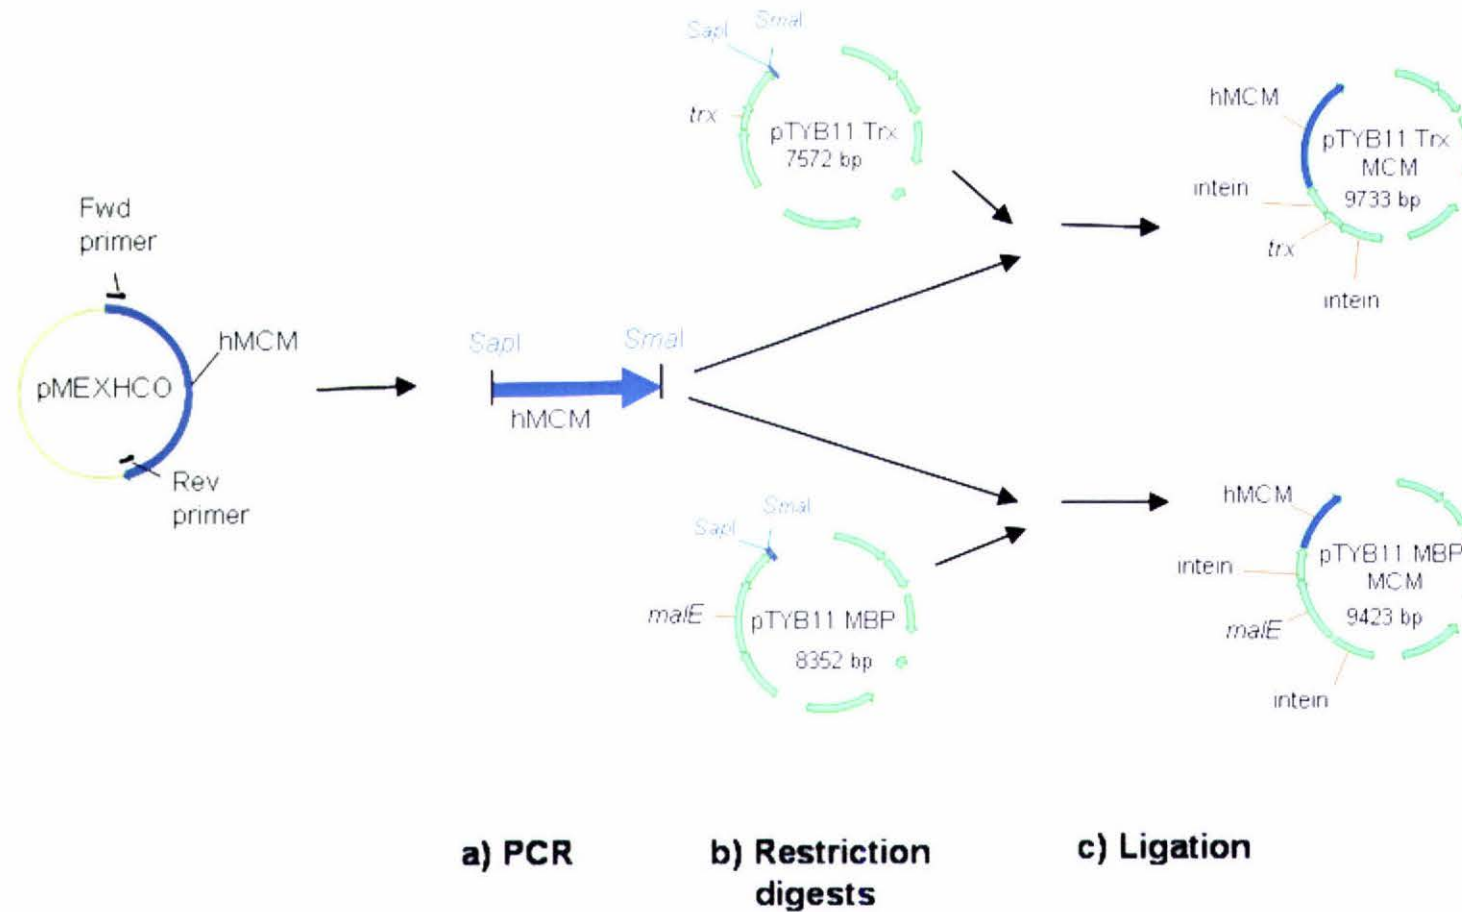 Fwd
primer
pMEXHCO
hMCM
Rev
primer
SapI
SmaI
hMCM
SapI
SmaI
trx
pTYB11 Trx
7572 bp
SapI
SmaI
malE
pTYB11 MBP
8352 bp
hMCM
pTYB11 Trx
MCM
9733 bp
intein
trx
intein
hMCM
pTYB11 MBP
MCM
9423 bp
intein
malE
intein
a) PCR
b) Restriction
digests
c) Ligation